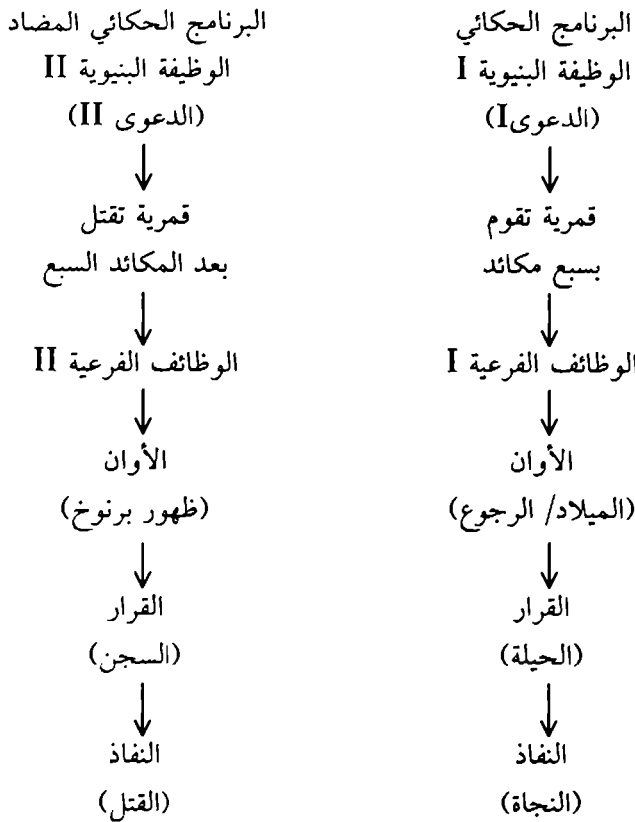 البرنامج الحكائي
الوظيفة البنيوية I
(الدعوى I)
قمرية تقوم
بسبع مكائد
الوظائف الفرعية I
الأوان
(الميلاد/ الرجوع)
القرار
(الحيلة)
النفاذ
(النجاة)
البرنامج الحكائي المضاد
الوظيفة البنيوية II
(الدعوى II)
قمرية تقتل
بعد المكائد السبع
الوظائف الفرعية II
الأوان
(ظهور برنوخ)
القرار
(السجن)
النفاذ
(القتل)